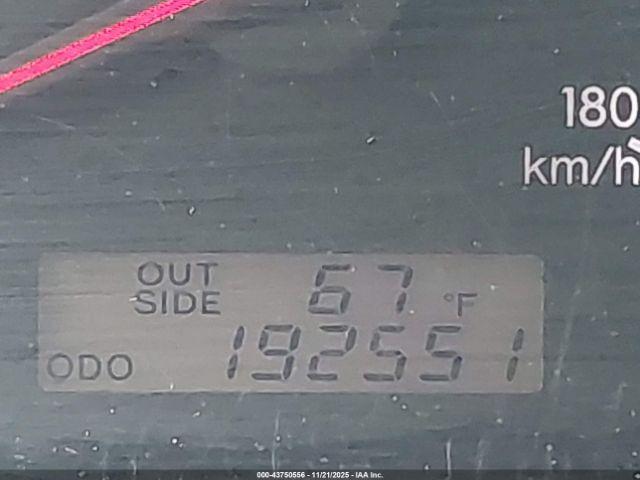 180
km/h
OUT SIDE 67 °F
ODO 192551
000-43750556 - 11/21/2025 - IAA Inc.